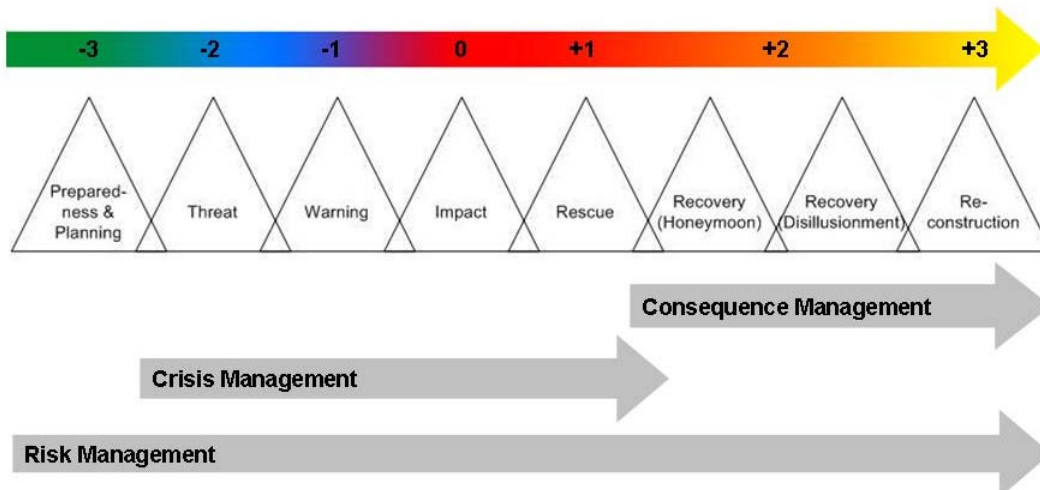 -3 -2 -1 0 +1 +2 +3
Prepared-
ness &
Planning
Threat
Warning
Impact
Rescue
Recovery
(Honeymoon)
Recovery
(Disillusionment)
Re-
construction
Consequence Management
Crisis Management
Risk Management